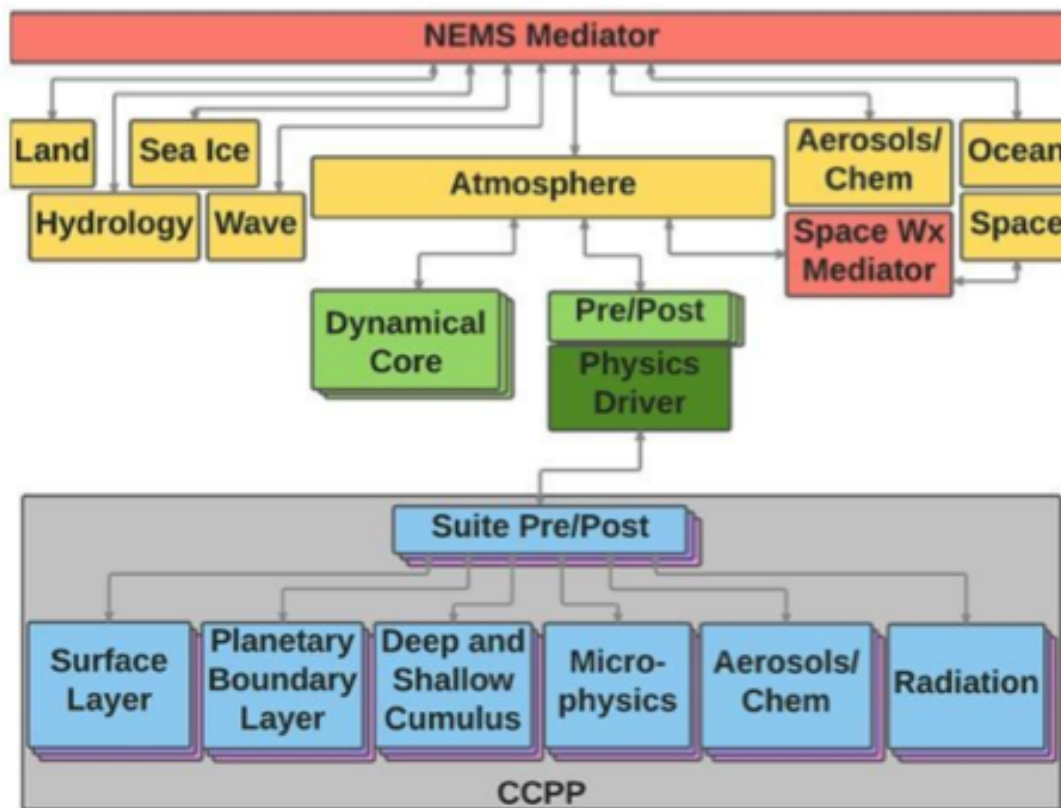 NEMS Mediator
Land
Sea Ice
Hydrology
Wave
Atmosphere
Aerosols/
Chem
Ocean
Space Wx
Mediator
Space
Dynamical
Core
Pre/Post
Physics
Driver
Suite Pre/Post
Surface
Layer
Planetary
Boundary
Layer
Deep and
Shallow
Cumulus
Micro-
physics
Aerosols/
Chem
Radiation
CCPP